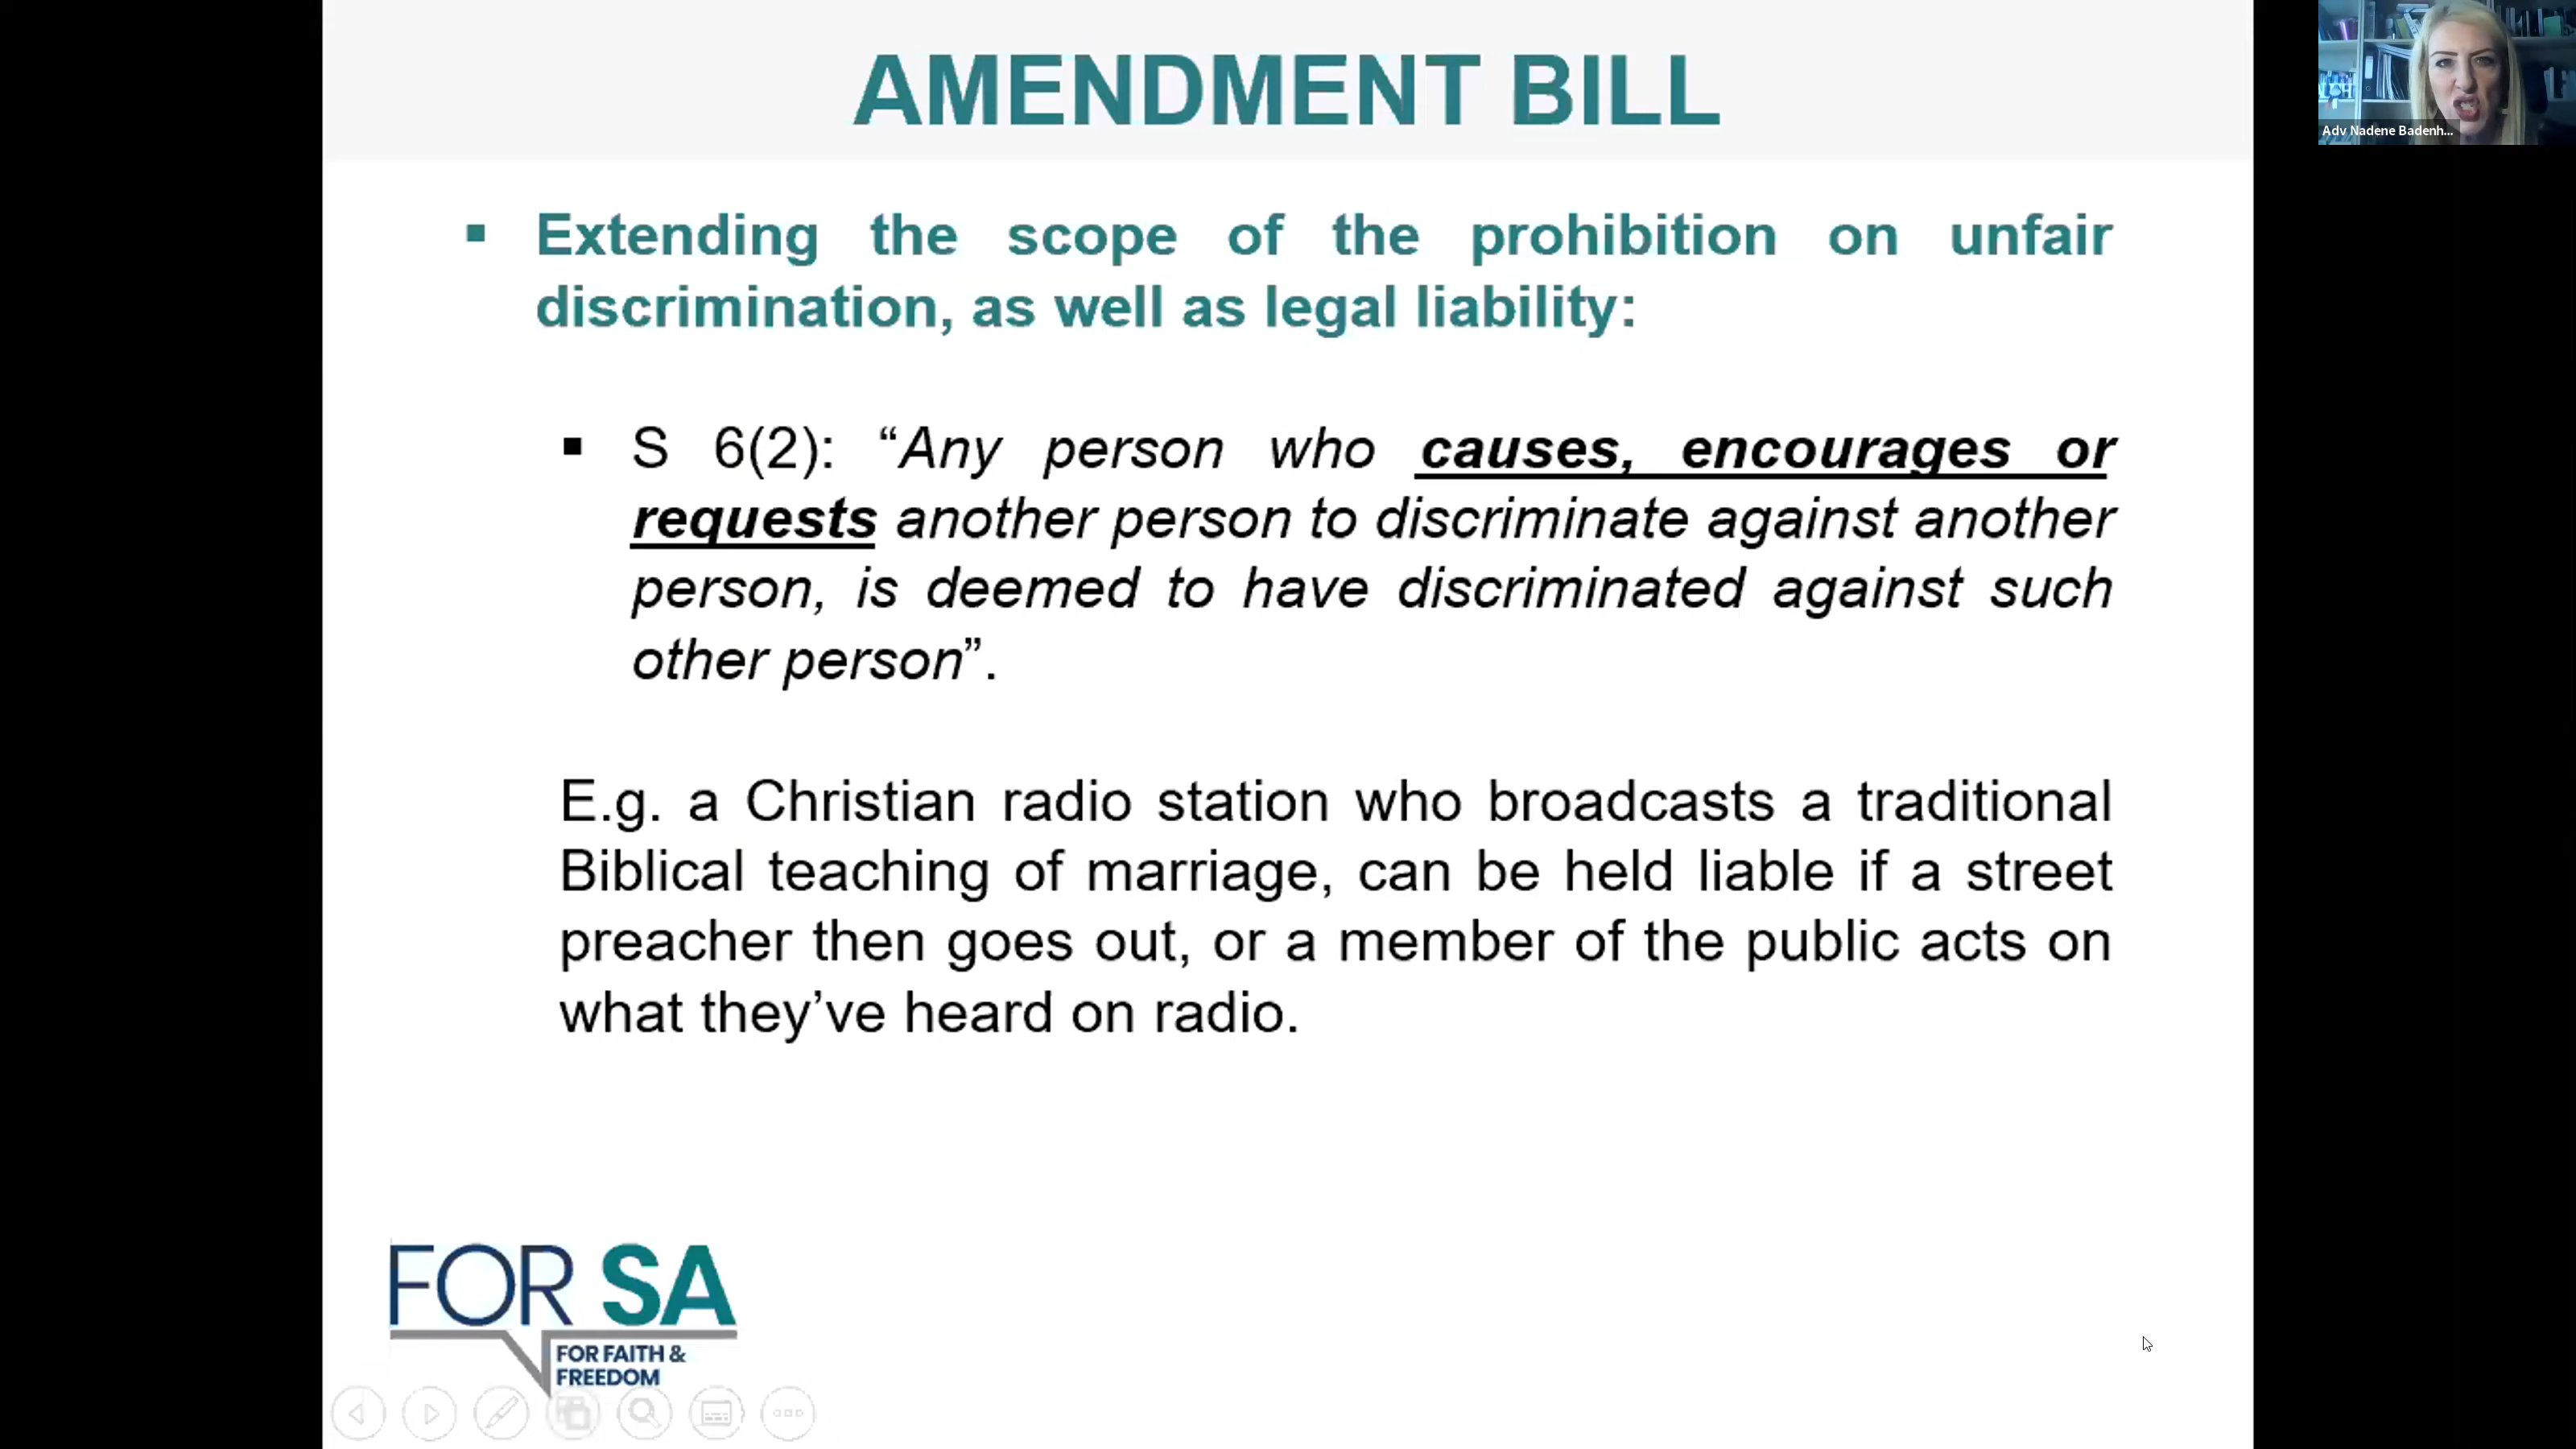 AMENDMENT BILL
Adv Nadene Badenh...
▪ Extending the scope of the prohibition on unfair
discrimination, as well as legal liability:
▪ S 6(2): “Any person who causes, encourages or
requests another person to discriminate against another
person, is deemed to have discriminated against such
other person”.
E.g. a Christian radio station who broadcasts a traditional
Biblical teaching of marriage, can be held liable if a street
preacher then goes out, or a member of the public acts on
what they’ve heard on radio.
FOR SA
FOR FAITH &
FREEDOM